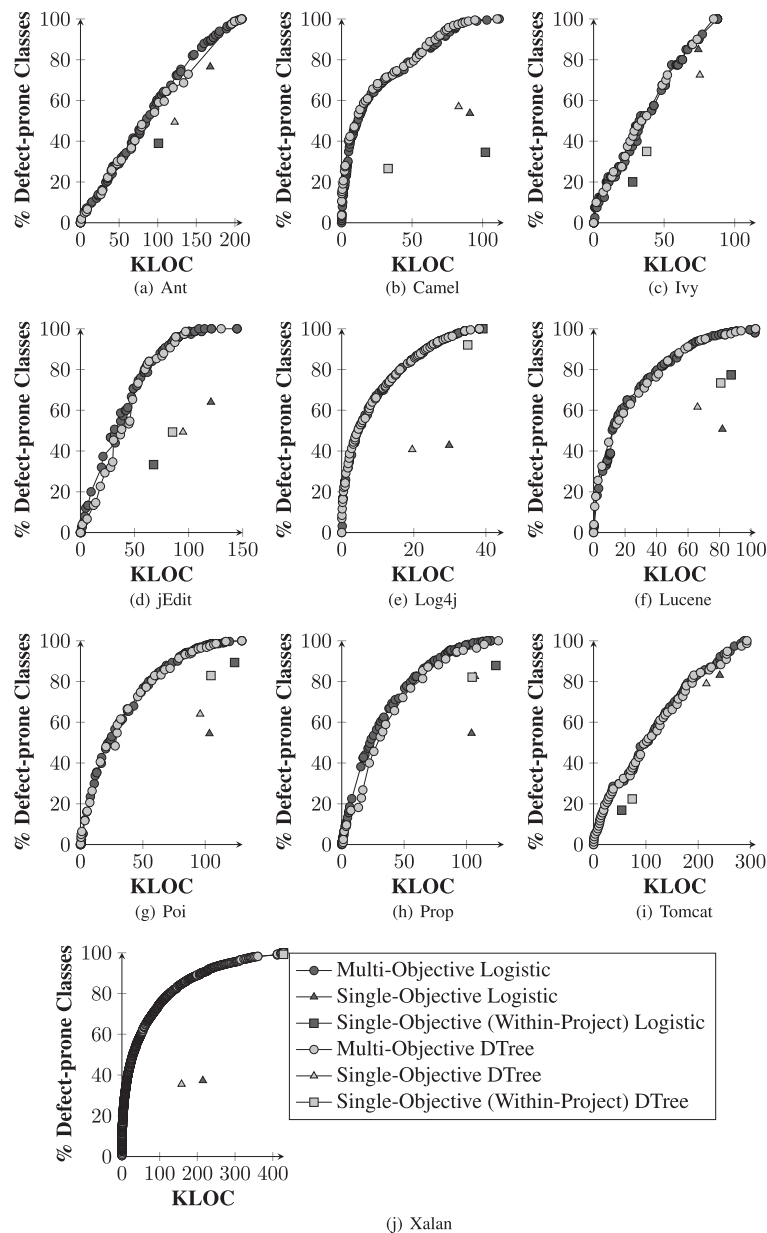 % Defect-prone Classes
100
80
60
40
20
0
0 50 100 150 200
KLOC
(a) Ant
% Defect-prone Classes
100
80
60
40
20
0
0 50 100
KLOC
(b) Camel
% Defect-prone Classes
100
80
60
40
20
0
0 50 100
KLOC
(c) Ivy
% Defect-prone Classes
100
80
60
40
20
0
0 50 100 150
KLOC
(d) jEdit
% Defect-prone Classes
100
80
60
40
20
0
0 20 40
KLOC
(e) Log4j
% Defect-prone Classes
100
80
60
40
20
0
0 20 40 60 80 100
KLOC
(f) Lucene
% Defect-prone Classes
100
80
60
40
20
0
0 50 100
KLOC
(g) Poi
% Defect-prone Classes
100
80
60
40
20
0
0 50 100
KLOC
(h) Prop
% Defect-prone Classes
100
80
60
40
20
0
0 100 200 300
KLOC
(i) Tomcat
% Defect-prone Classes
100
80
60
40
20
0
0 100 200 300 400
KLOC
Multi-Objective Logistic
Single-Objective Logistic
Single-Objective (Within-Project) Logistic
Multi-Objective DTree
Single-Objective DTree
Single-Objective (Within-Project) DTree
(j) Xalan